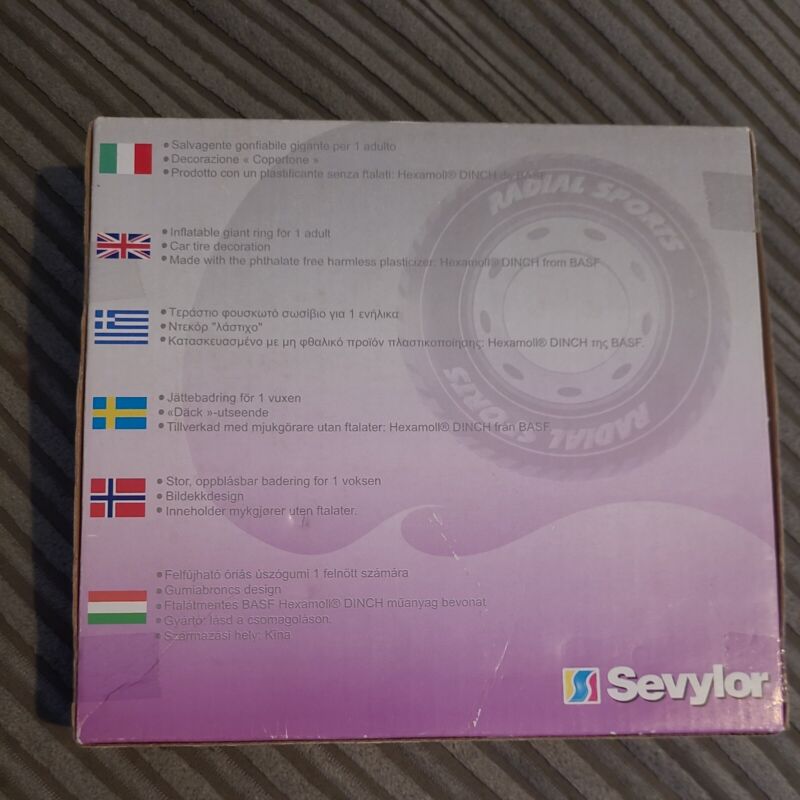 • Salvagente gonfiabile gigante per 1 adulto
• Decorazione « Copertone »
• Prodotto con un plastificante senza ftalati: Hexamoll® DINCH de BASF
• Inflatable giant ring for 1 adult
• Car tire decoration
• Made with the phthalate free harmless plasticizer: Hexamoll® DINCH from BASF
• Τεράστιο φουσκωτό σωσίβιο για 1 ενήλικα
• Ντεκόρ "λάστιχο"
• Κατασκευασμένο με μη φθαλικό προϊόν πλαστικοποίησης: Hexamoll® DINCH της BASF.
• Jättebadring för 1 vuxen
• «Däck »-utseende
• Tillverkad med mjukgörare utan ftalater: Hexamoll® DINCH från BASF.
• Stor, oppblåsbar badering for 1 voksen
• Bildekkdesign
• Inneholder mykgjører uten ftalater.
• Felfújható óriás úszógumi 1 felnőtt számára
• Gumiabroncs design
• Ftalátmentes BASF Hexamoll® DINCH műanyag bevonat
• Gyártó: lásd a csomagoláson.
• Származási hely: Kína
RADIAL SPORTS
RADIAL SPORTS
Sevylor